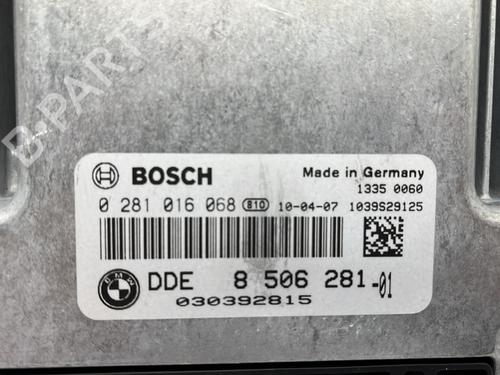 B-PARTS
BOSCH
Made in Germany
1335 0060
0 281 016 068 810 10-04-07 1039S29125
BMW
DDE 8 506 281-01
030392815